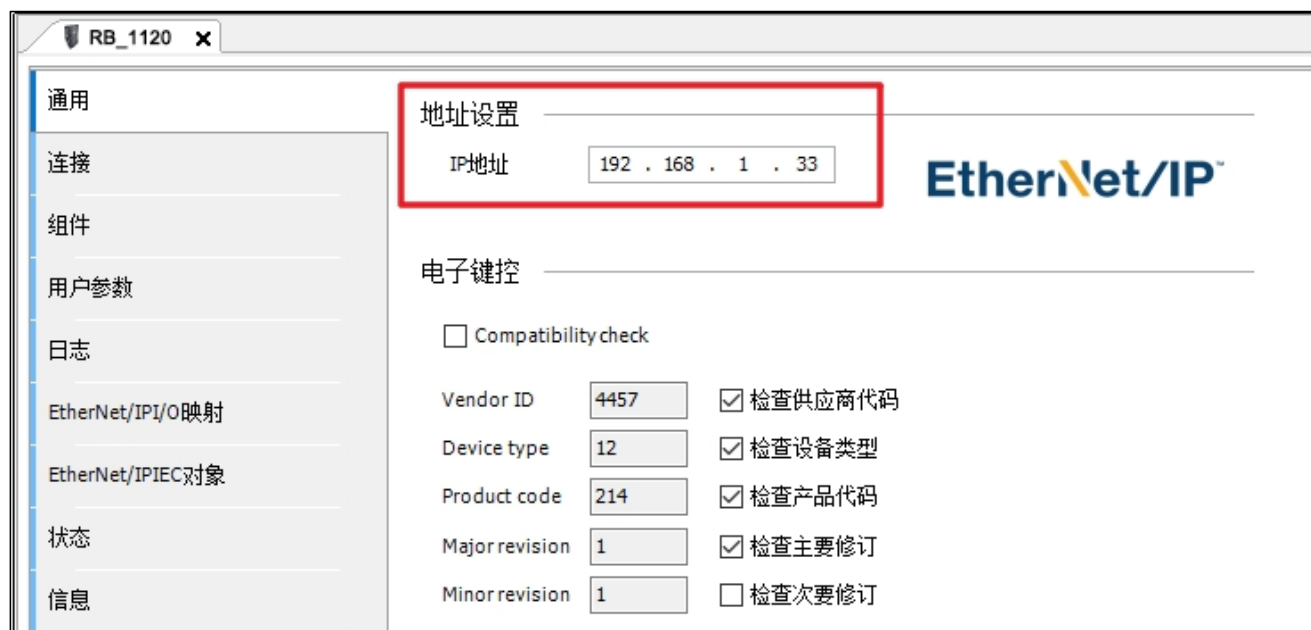 RB_1120
通用
连接
组件
用户参数
日志
EtherNet/IPI/O映射
EtherNet/IPIEC对象
状态
信息
地址设置
IP地址 192 . 168 . 1 . 33
EtherNet/IP™
电子键控
Compatibility check
Vendor ID 4457 检查供应商代码
Device type 12 检查设备类型
Product code 214 检查产品代码
Major revision 1 检查主要修订
Minor revision 1 检查次要修订